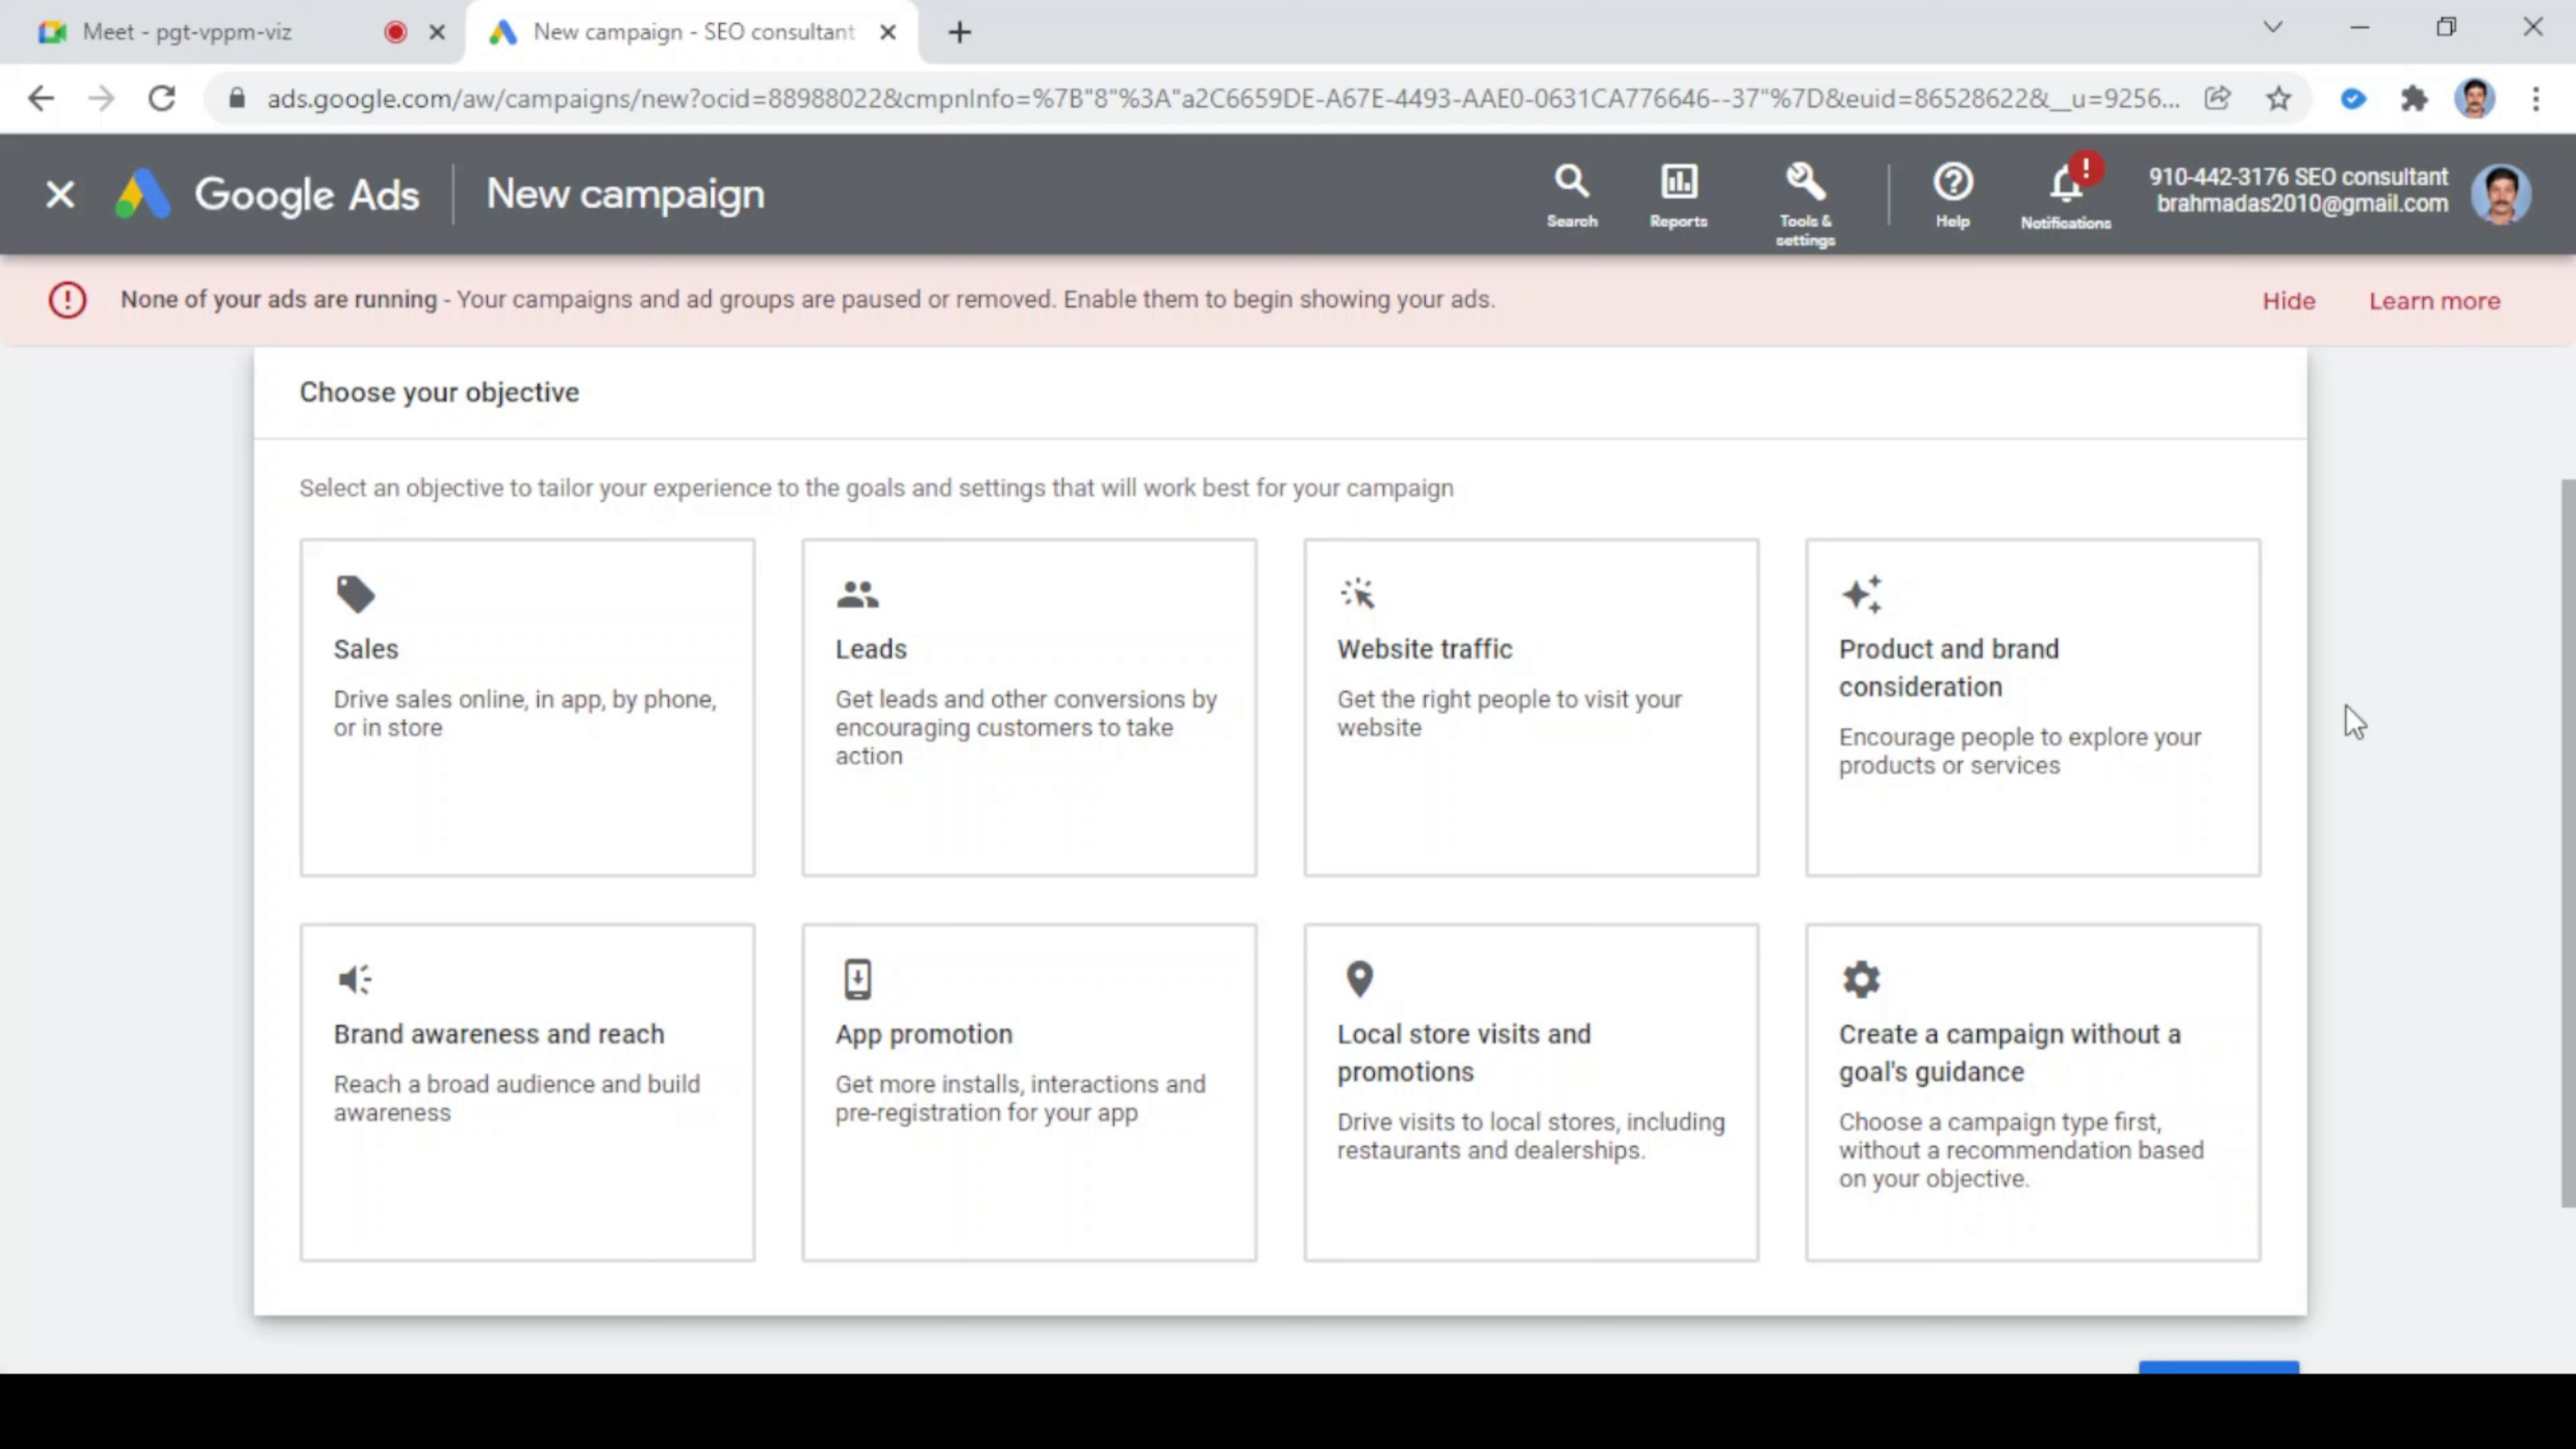 Meet - pgt-vppm-viz
New campaign - SEO consultant
ads.google.com/aw/campaigns/new?ocid=88988022&cmpnInfo=%7B"8"%3A"a2C6659DE-A67E-4493-AAE0-0631CA776646--37"%7D&euid=86528622&__u=9256...
Google Ads
New campaign
Search
Reports
Tools &
settings
Help
Notifications
910-442-3176 SEO consultant
brahmadas2010@gmail.com
None of your ads are running - Your campaigns and ad groups are paused or removed. Enable them to begin showing your ads.
Hide
Learn more
Choose your objective
Select an objective to tailor your experience to the goals and settings that will work best for your campaign
Sales
Drive sales online, in app, by phone,
or in store
Leads
Get leads and other conversions by
encouraging customers to take
action
Website traffic
Get the right people to visit your
website
Product and brand
consideration
Encourage people to explore your
products or services
Brand awareness and reach
Reach a broad audience and build
awareness
App promotion
Get more installs, interactions and
pre-registration for your app
Local store visits and
promotions
Drive visits to local stores, including
restaurants and dealerships.
Create a campaign without a
goal's guidance
Choose a campaign type first,
without a recommendation based
on your objective.